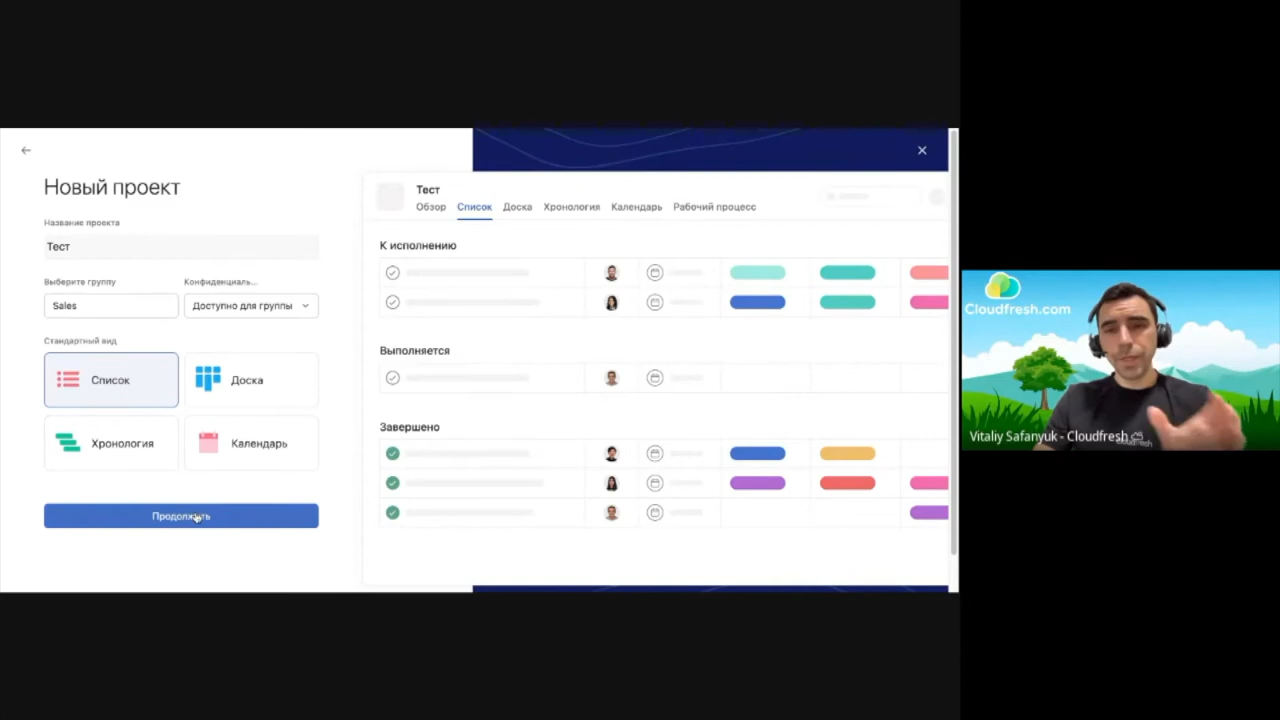 Новый проект
Название проекта
Тест
Выберите группу
Конфиденциаль...
Sales
Доступно для группы
Стандартный вид
Список
Доска
Хронология
Календарь
Продолжить
Тест
Обзор Список Доска Хронология Календарь Рабочий процесс
К исполнению
Выполняется
Завершено
Cloudfresh.com
Vitaliy Safanyuk - Cloudfresh